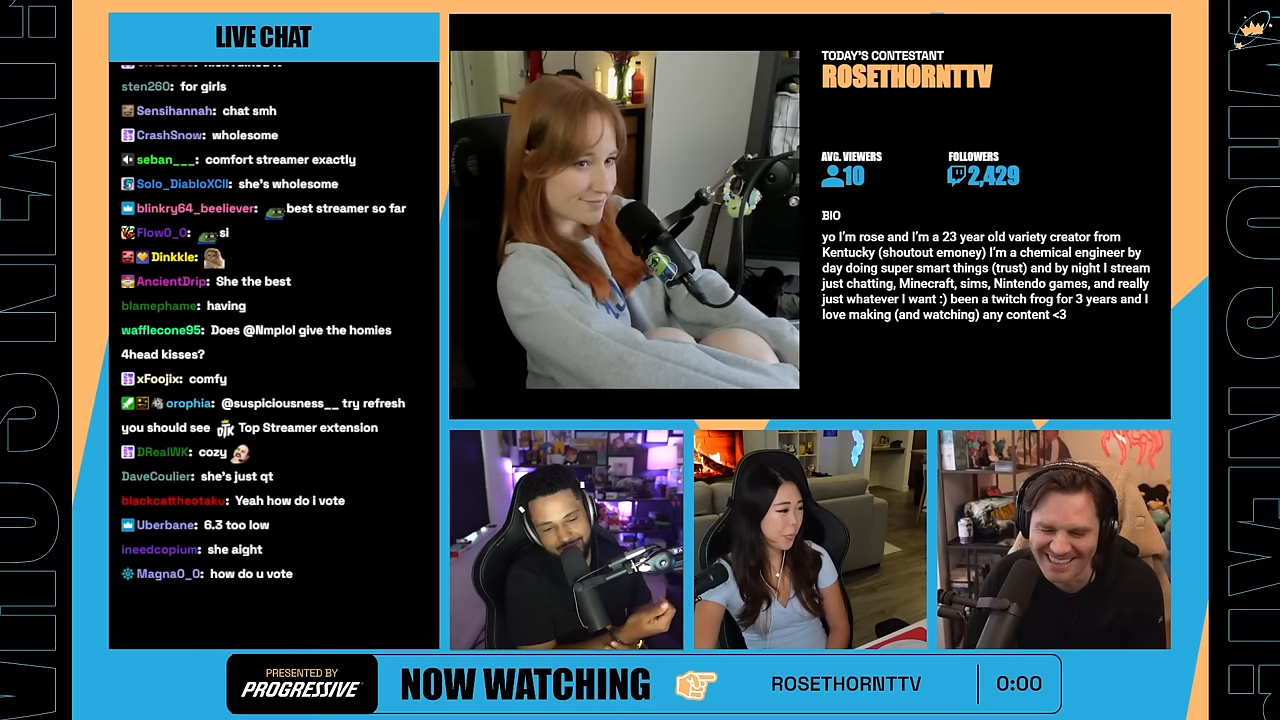 LIVE CHAT
sten260: for girls
Sensihannah: chat smh
CrashSnow: wholesome
seban___: comfort streamer exactly
Solo_DiabloXCII: she's wholesome
blinkry64_beeliever: best streamer so far
Flow0_0: si
Dinkkle:
AncientDrip: She the best
blamephame: having
wafflecone95: Does @Nmplol give the homies
4head kisses?
xFoojix: comfy
orophia: @suspiciousness__ try refresh
you should see OTK Top Streamer extension
DRealWK: cozy
DaveCoulier: she's just qt
blackcattheotaku: Yeah how do i vote
Uberbane: 6.3 too low
ineedcopium: she aight
Magna0_0: how do u vote
TODAY'S CONTESTANT
ROSETHORNTTV
AVG. VIEWERS
10
FOLLOWERS
2,429
BIO
yo I'm rose and I'm a 23 year old variety creator from
Kentucky (shoutout emoney) I'm a chemical engineer by
day doing super smart things (trust) and by night I stream
just chatting, Minecraft, sims, Nintendo games, and really
just whatever I want :) been a twitch frog for 3 years and I
love making (and watching) any content <3
PRESENTED BY
PROGRESSIVE
NOW WATCHING
ROSETHORNTTV
0:00